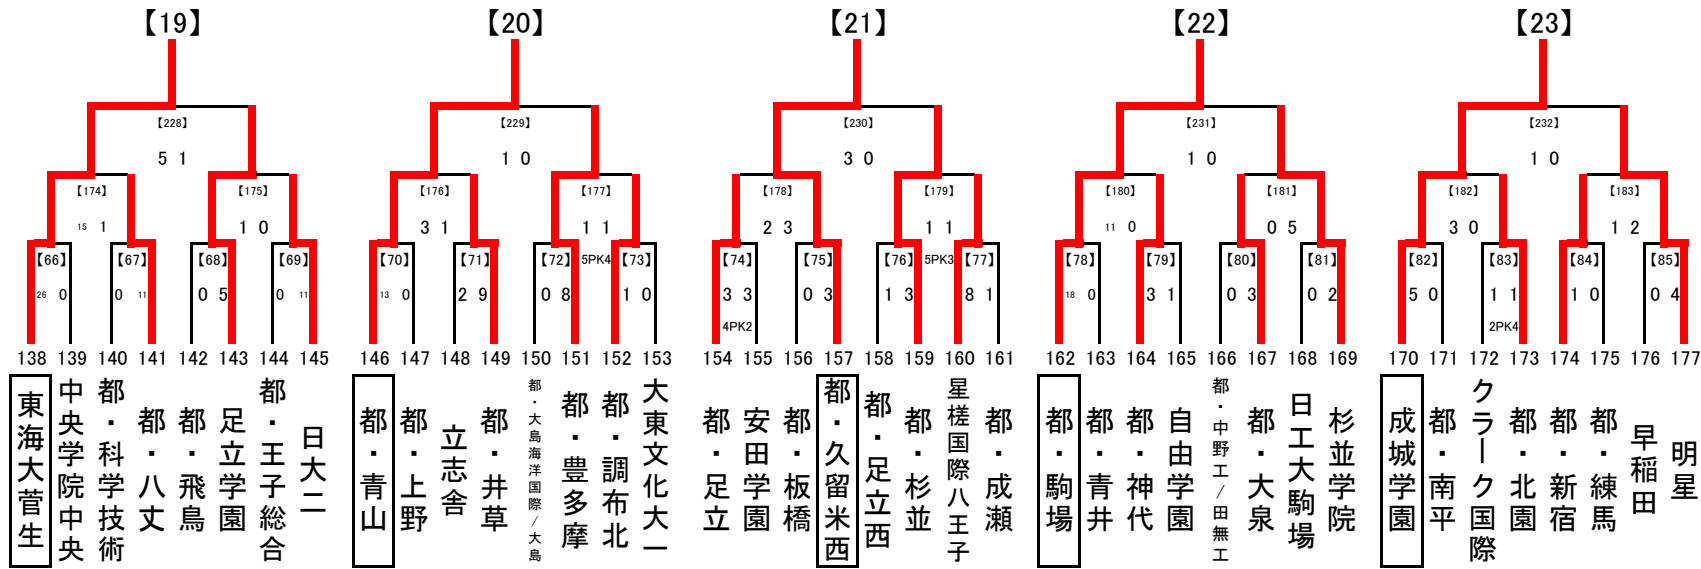 【19】 【20】 【21】 【22】 【23】
【228】 【229】 【230】 【231】 【232】
5 1 1 0 3 0 1 0 1 0
【174】 【175】 【176】 【177】 【178】 【179】 【180】 【181】 【182】 【183】
15 1 1 0 3 1 1 1 2 3 1 1 11 0 0 5 3 0 1 2
【66】 【67】 【68】 【69】 【70】 【71】 【72】 5PK4 【73】 【74】 【75】 【76】 5PK3 【77】 【78】 【79】 【80】 【81】 【82】 【83】 【84】 【85】
26 0 0 11 0 5 0 11 13 0 2 9 0 8 1 0 3 3 0 3 1 3 8 1 18 0 3 1 0 3 0 2 5 0 1 1 1 0 0 4
4PK2 2PK4
138 139 140 141 142 143 144 145 146 147 148 149 150 151 152 153 154 155 156 157 158 159 160 161 162 163 164 165 166 167 168 169 170 171 172 173 174 175 176 177
東海大菅生
中央学院中央
都・科学技術
都・八丈
都・飛鳥
足立学園
都・王子総合
日大二
都・青山
都・上野
立志舎
都・井草
都・大島海洋国際/大島
都・豊多摩
都・調布北
大東文化大一
都・足立
安田学園
都・板橋
都・久留米西
都・足立西
都・杉並
星槎国際八王子
都・成瀬
都・駒場
都・青井
都・神代
自由学園
都・中野工/田無工
都・大泉
日工大駒場
杉並学院
成城学園
都・南平
クラーク国際
都・北園
都・新宿
都・練馬
早稲田
明星